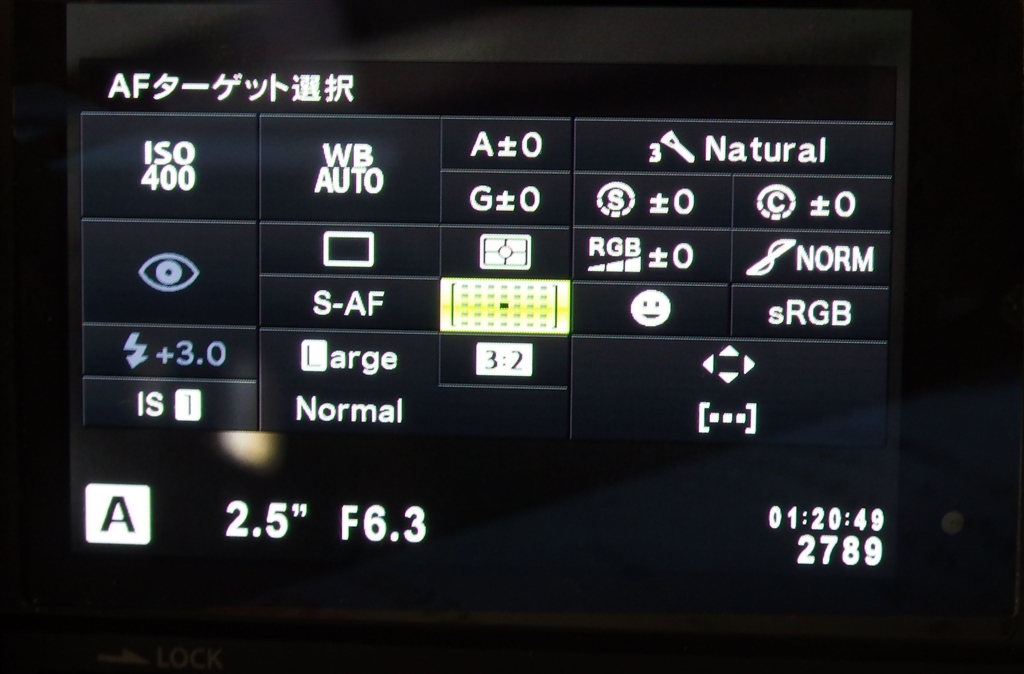 AFターゲット選択
ISO 400
WB AUTO
A±0
G±0
3 Natural
S ±0
C ±0
RGB ±0
NORM
S-AF
sRGB
+3.0
Large
3:2
IS 1
Normal
A 2.5" F6.3
01:20:49
2789
LOCK